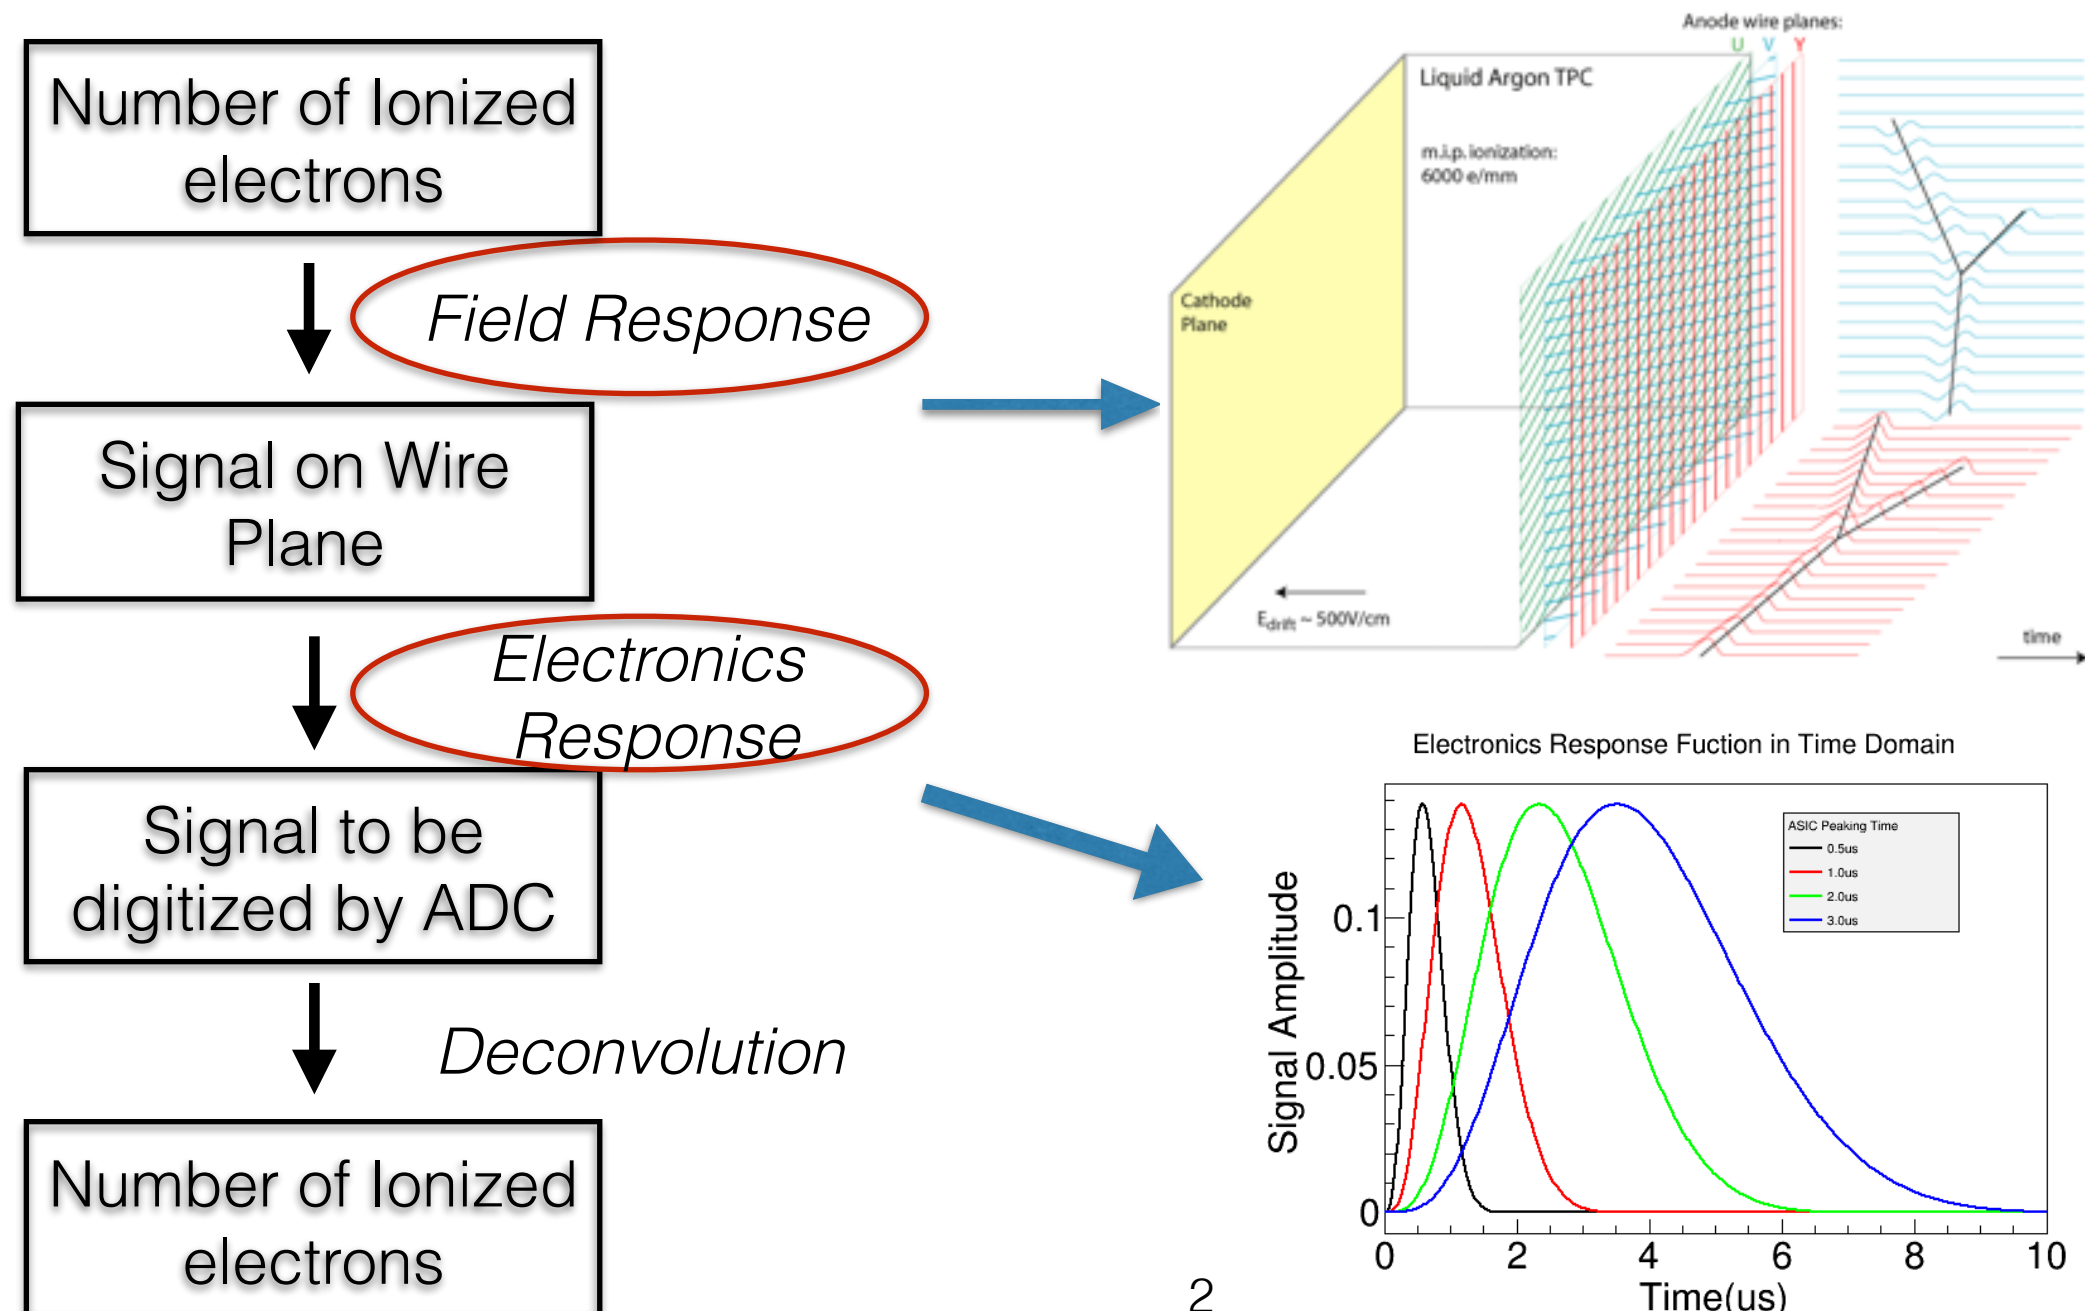 Number of Ionized
electrons
Field Response
Signal on Wire
Plane
Electronics
Response
Signal to be
digitized by ADC
Deconvolution
Number of Ionized
electrons
Anode wire planes:
U V Y
Liquid Argon TPC
m.i.p. ionization:
6000 e/mm
Cathode
Plane
Edrift ~ 500V/cm
time
Electronics Response Fuction in Time Domain
ASIC Peaking Time
0.5us
1.0us
2.0us
3.0us
Signal Amplitude
0.1
0.05
0
0 2 4 6 8 10
Time(us)
2